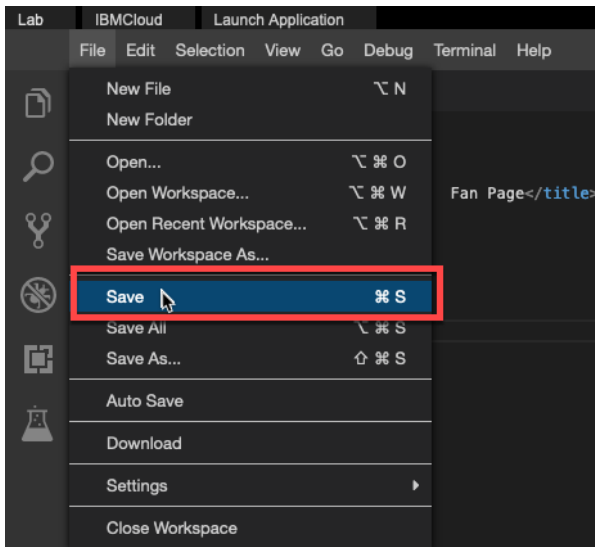 Lab IBMCloud Launch Application
File Edit Selection View Go Debug Terminal Help
New File ⌥ N
New Folder
Open... ⌥ ⌘ O
Open Workspace... ⌥ ⌘ W
Fan Page</title>
Open Recent Workspace... ⌥ ⌘ R
Save Workspace As...
Save ⌘ S
Save All ⌥ ⌘ S
Save As... ⇧ ⌘ S
Auto Save
Download
Settings
Close Workspace